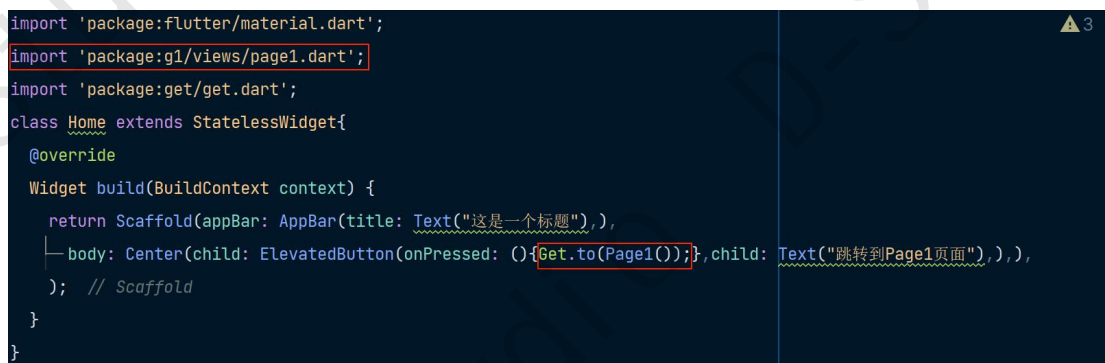 import 'package:flutter/material.dart';
3
import 'package:g1/views/page1.dart';
import 'package:get/get.dart';
class Home extends StatelessWidget{
@override
Widget build(BuildContext context) {
return Scaffold(appBar: AppBar(title: Text("这是一个标题"),),
body: Center(child: ElevatedButton(onPressed: (){Get.to(Page1());},child: Text("跳转到Page1页面"),),),
); // Scaffold
}
}